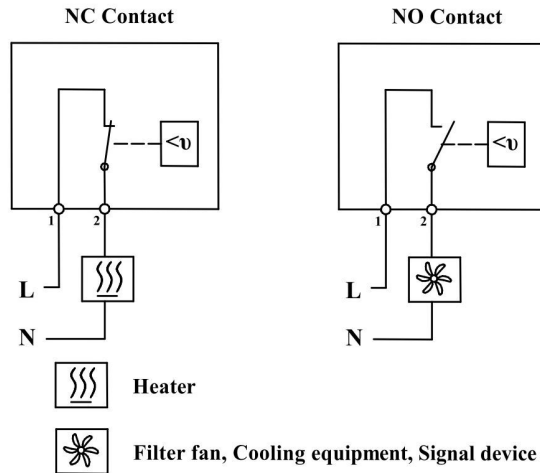 NC Contact
NO Contact
<υ
<υ
1
2
1
2
L
L
N
N
Heater
Filter fan, Cooling equipment, Signal device